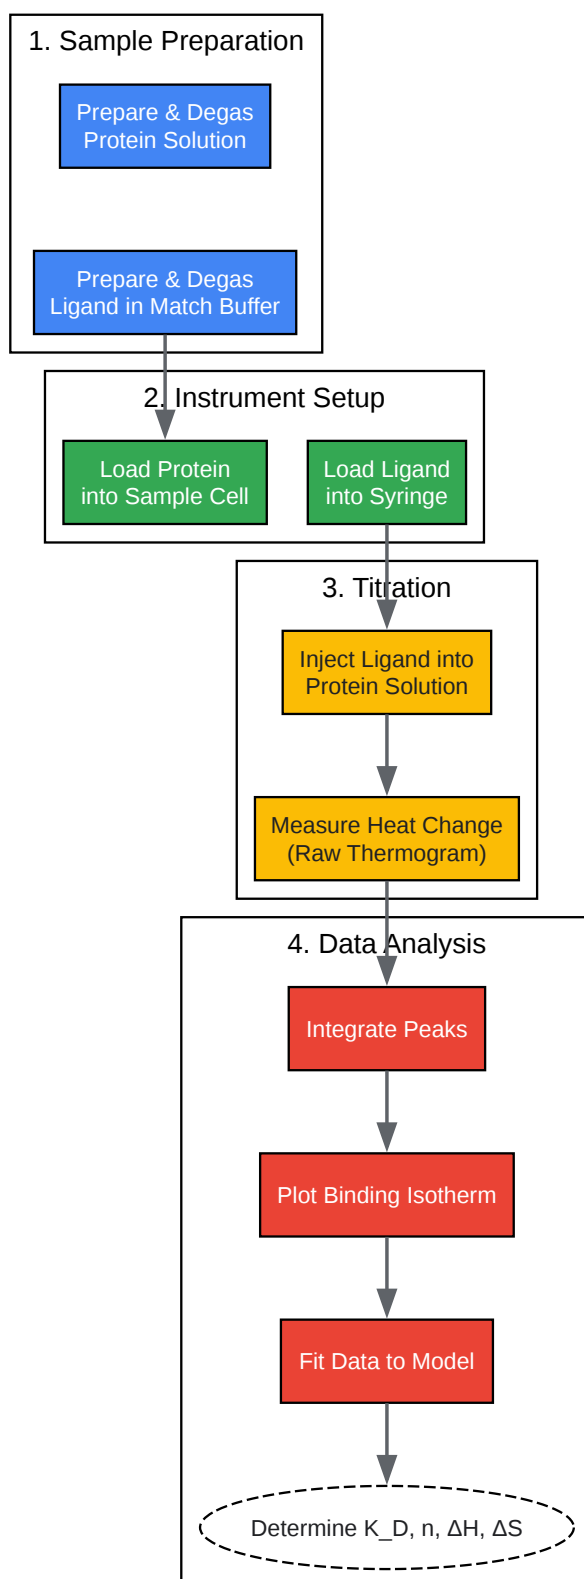 1. Sample Preparation
Prepare & Degas
Protein Solution
Prepare & Degas
Ligand in Match Buffer
2. Instrument Setup
Load Protein
into Sample Cell
Load Ligand
into Syringe
3. Titration
Inject Ligand into
Protein Solution
Measure Heat Change
(Raw Thermogram)
4. Data Analysis
Integrate Peaks
Plot Binding Isotherm
Fit Data to Model
Determine K_D, n, ΔH, ΔS